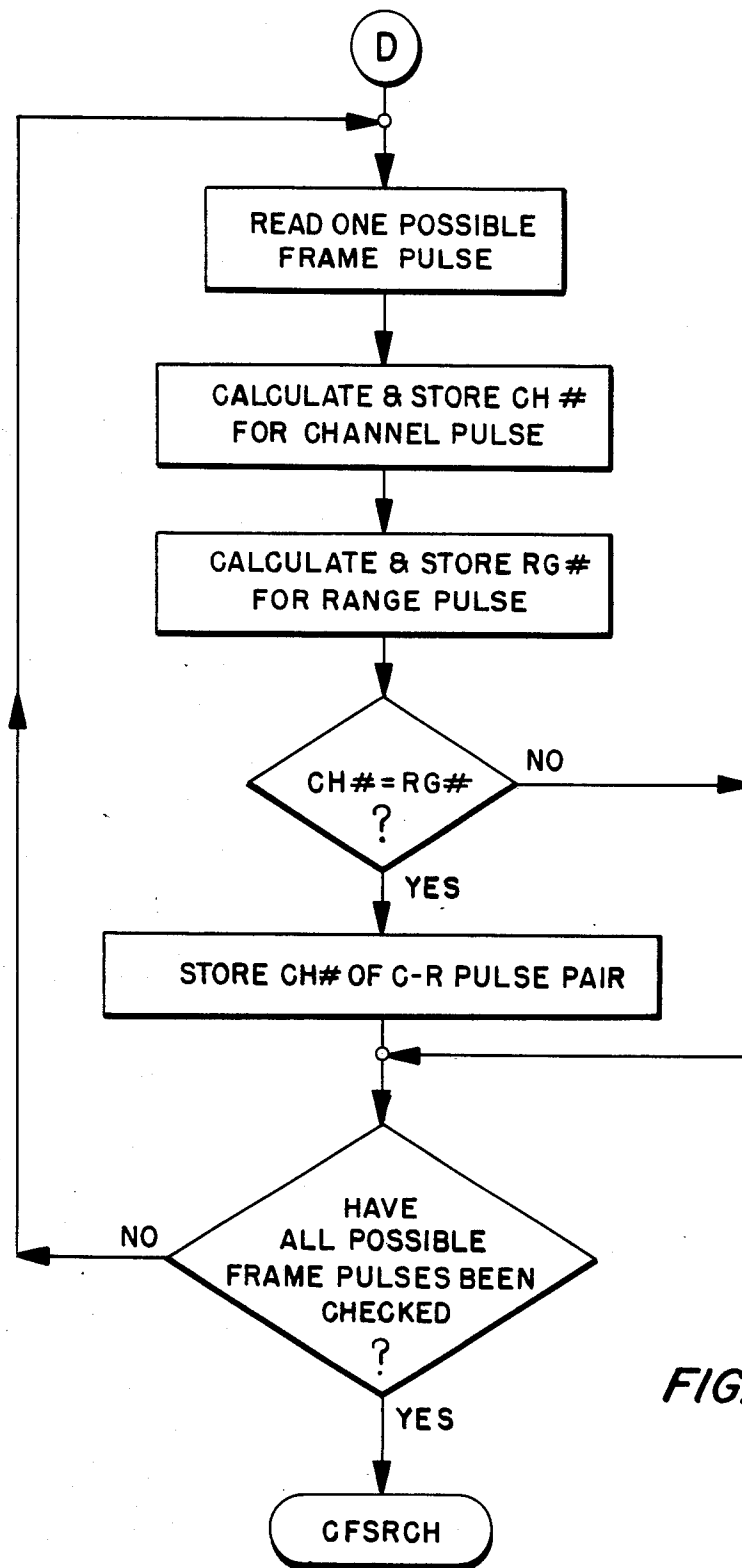 D
READ ONE POSSIBLE
FRAME PULSE
CALCULATE & STORE CH #
FOR CHANNEL PULSE
CALCULATE & STORE RG#
FOR RANGE PULSE
CH#=RG#
?
NO
YES
STORE CH# OF C-R PULSE PAIR
HAVE
ALL POSSIBLE
FRAME PULSES BEEN
CHECKED
?
NO
YES
FIG.
CFSRCH